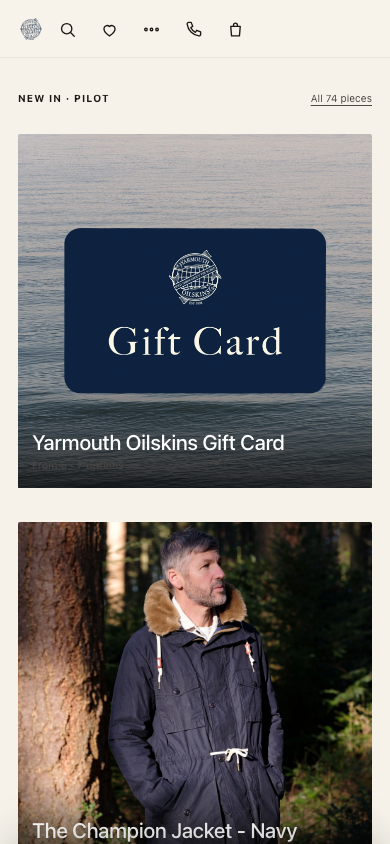 NEW IN · PILOT
All 74 pieces
YARMOUTH
OILSKINS
Gift Card
Yarmouth Oilskins Gift Card
The Champion Jacket - Navy